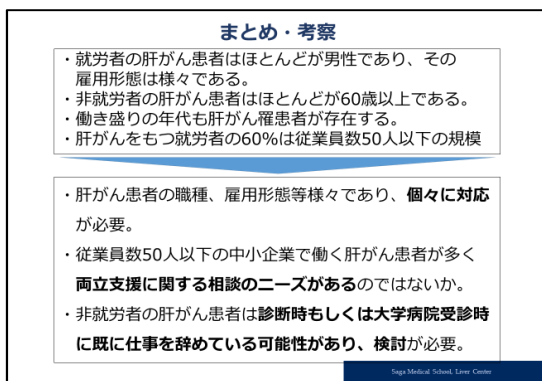 まとめ・考察
・就労者の肝がん患者はほとんどが男性であり、その
雇用形態は様々である。
・非就労者の肝がん患者はほとんどが60歳以上である。
・働き盛りの年代も肝がん罹患者が存在する。
・肝がんをもつ就労者の60%は従業員数50人以下の規模
・肝がん患者の職種、雇用形態等様々であり、個々に対応
が必要。
・従業員数50人以下の中小企業で働く肝がん患者が多く
両立支援に関する相談のニーズがあるのではないか。
・非就労者の肝がん患者は診断時もしくは大学病院受診時
に既に仕事を辞めている可能性があり、検討が必要。
Saga Medical School, Liver Center